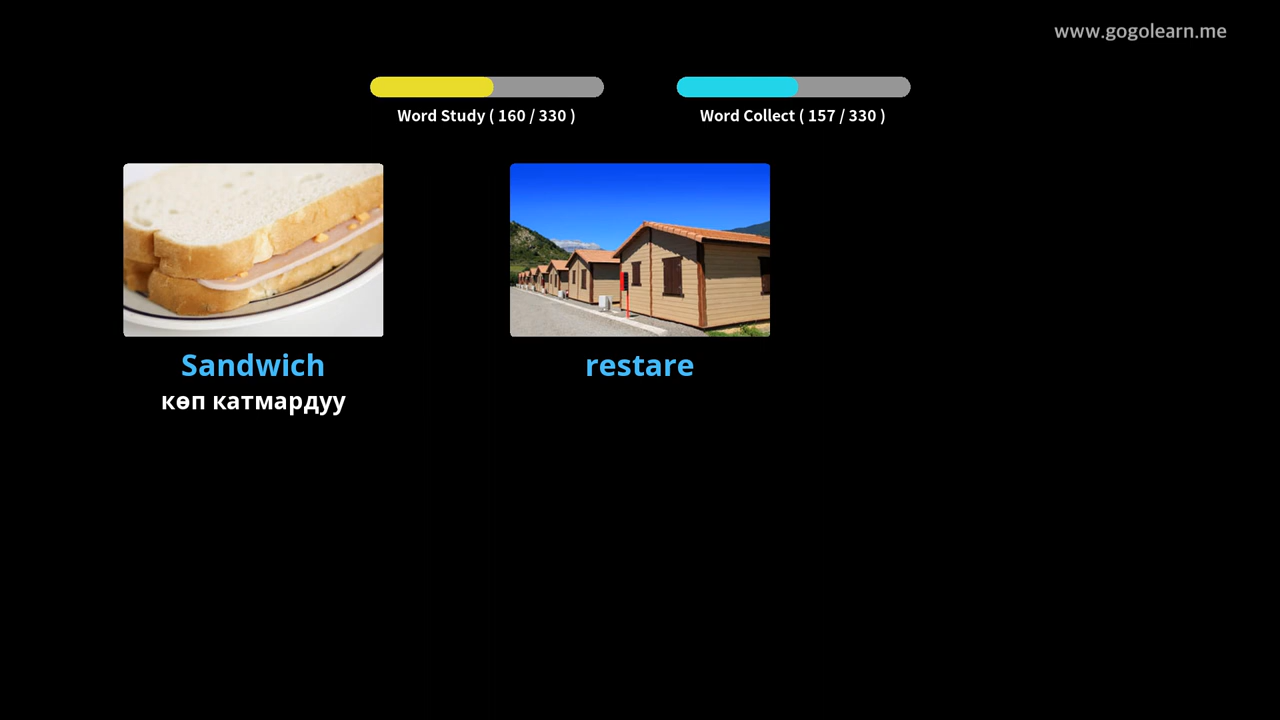 www.gogolearn.me
Word Study ( 160 / 330 )
Word Collect ( 157 / 330 )
Sandwich
restare
көп катмардуу